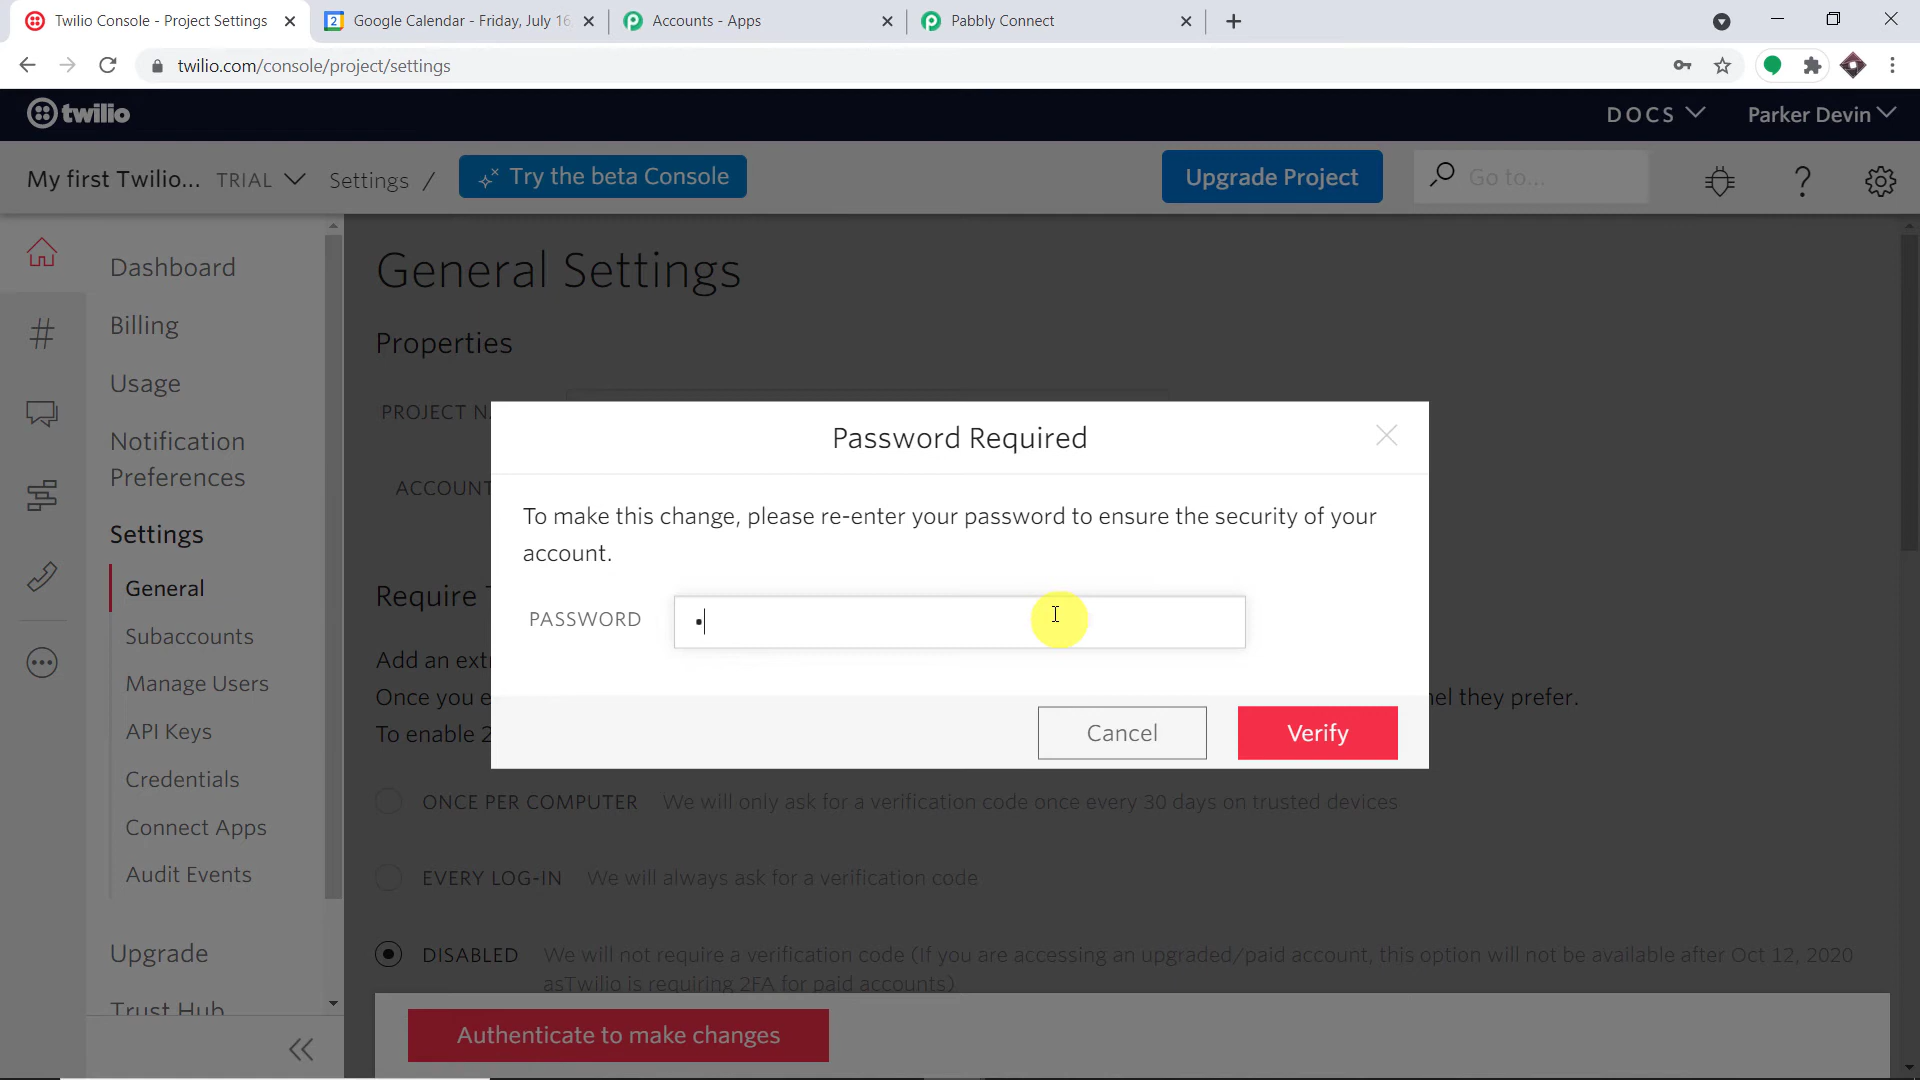 Twilio Console - Project Settings
Google Calendar - Friday, July 16
Accounts - Apps
Pabbly Connect
twilio.com/console/project/settings
twilio
DOCS
Parker Devin
My first Twilio... TRIAL
Settings /
Try the beta Console
Upgrade Project
Go to...
Dashboard
Billing
Usage
Notification
Preferences
Settings
General
Subaccounts
Manage Users
API Keys
Credentials
Connect Apps
Audit Events
Upgrade
Trust Hub
General Settings
Properties
PROJECT N
ACCOUNT
Require
Add an ext
Once you e
nel they prefer.
To enable 2
Password Required
To make this change, please re-enter your password to ensure the security of your
account.
PASSWORD
Cancel
Verify
ONCE PER COMPUTER We will only ask for a verification code once every 30 days on trusted devices
EVERY LOG-IN We will always ask for a verification code
DISABLED We will not require a verification code (If you are accessing an upgraded/paid account, this option will not be available after Oct 12, 2020
asTwilio is requiring 2FA for paid accounts)
Authenticate to make changes